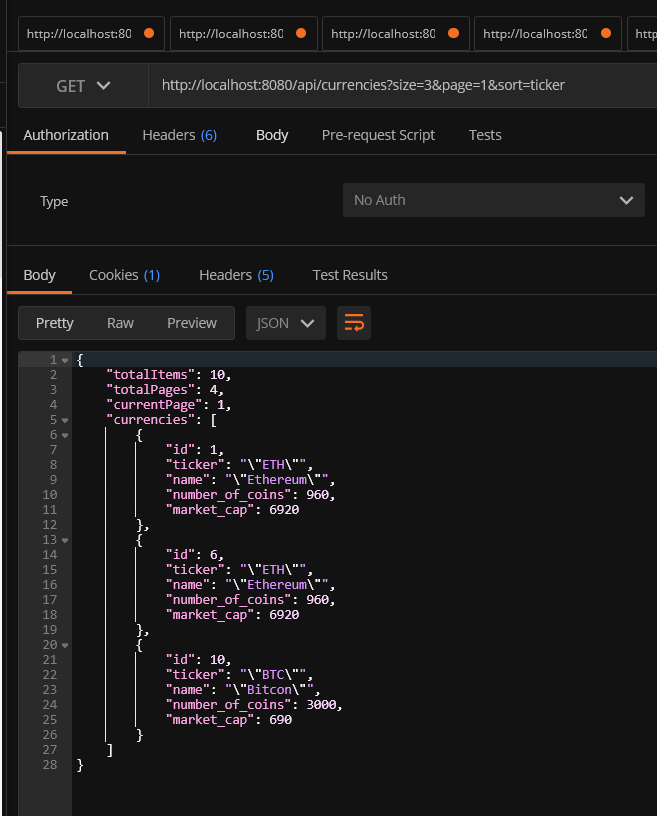 http://localhost:80 http://localhost:80 http://localhost:80 http://localhost:80 http
GET http://localhost:8080/api/currencies?size=3&page=1&sort=ticker
Authorization Headers (6) Body Pre-request Script Tests
Type No Auth
Body Cookies (1) Headers (5) Test Results
Pretty Raw Preview JSON
1 {
2 "totalItems": 10,
3 "totalPages": 4,
4 "currentPage": 1,
5 "currencies": [
6 {
7 "id": 1,
8 "ticker": "\"ETH\"",
9 "name": "\"Ethereum\"",
10 "number_of_coins": 960,
11 "market_cap": 6920
12 },
13 {
14 "id": 6,
15 "ticker": "\"ETH\"",
16 "name": "\"Ethereum\"",
17 "number_of_coins": 960,
18 "market_cap": 6920
19 },
20 {
21 "id": 10,
22 "ticker": "\"BTC\"",
23 "name": "\"Bitcon\"",
24 "number_of_coins": 3000,
25 "market_cap": 690
26 }
27 ]
28 }